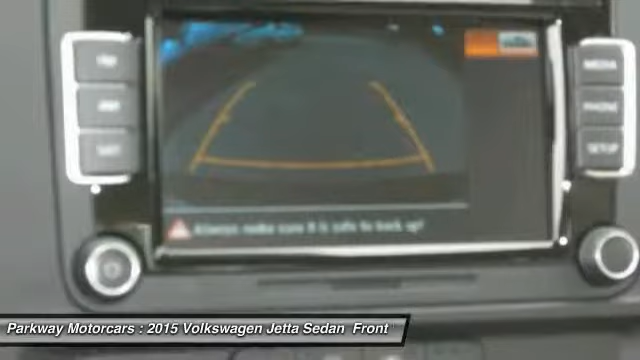 MEDIA
PHONE
SETUP
Always make sure it is safe to back up!
Parkway Motorcars : 2015 Volkswagen Jetta Sedan Front